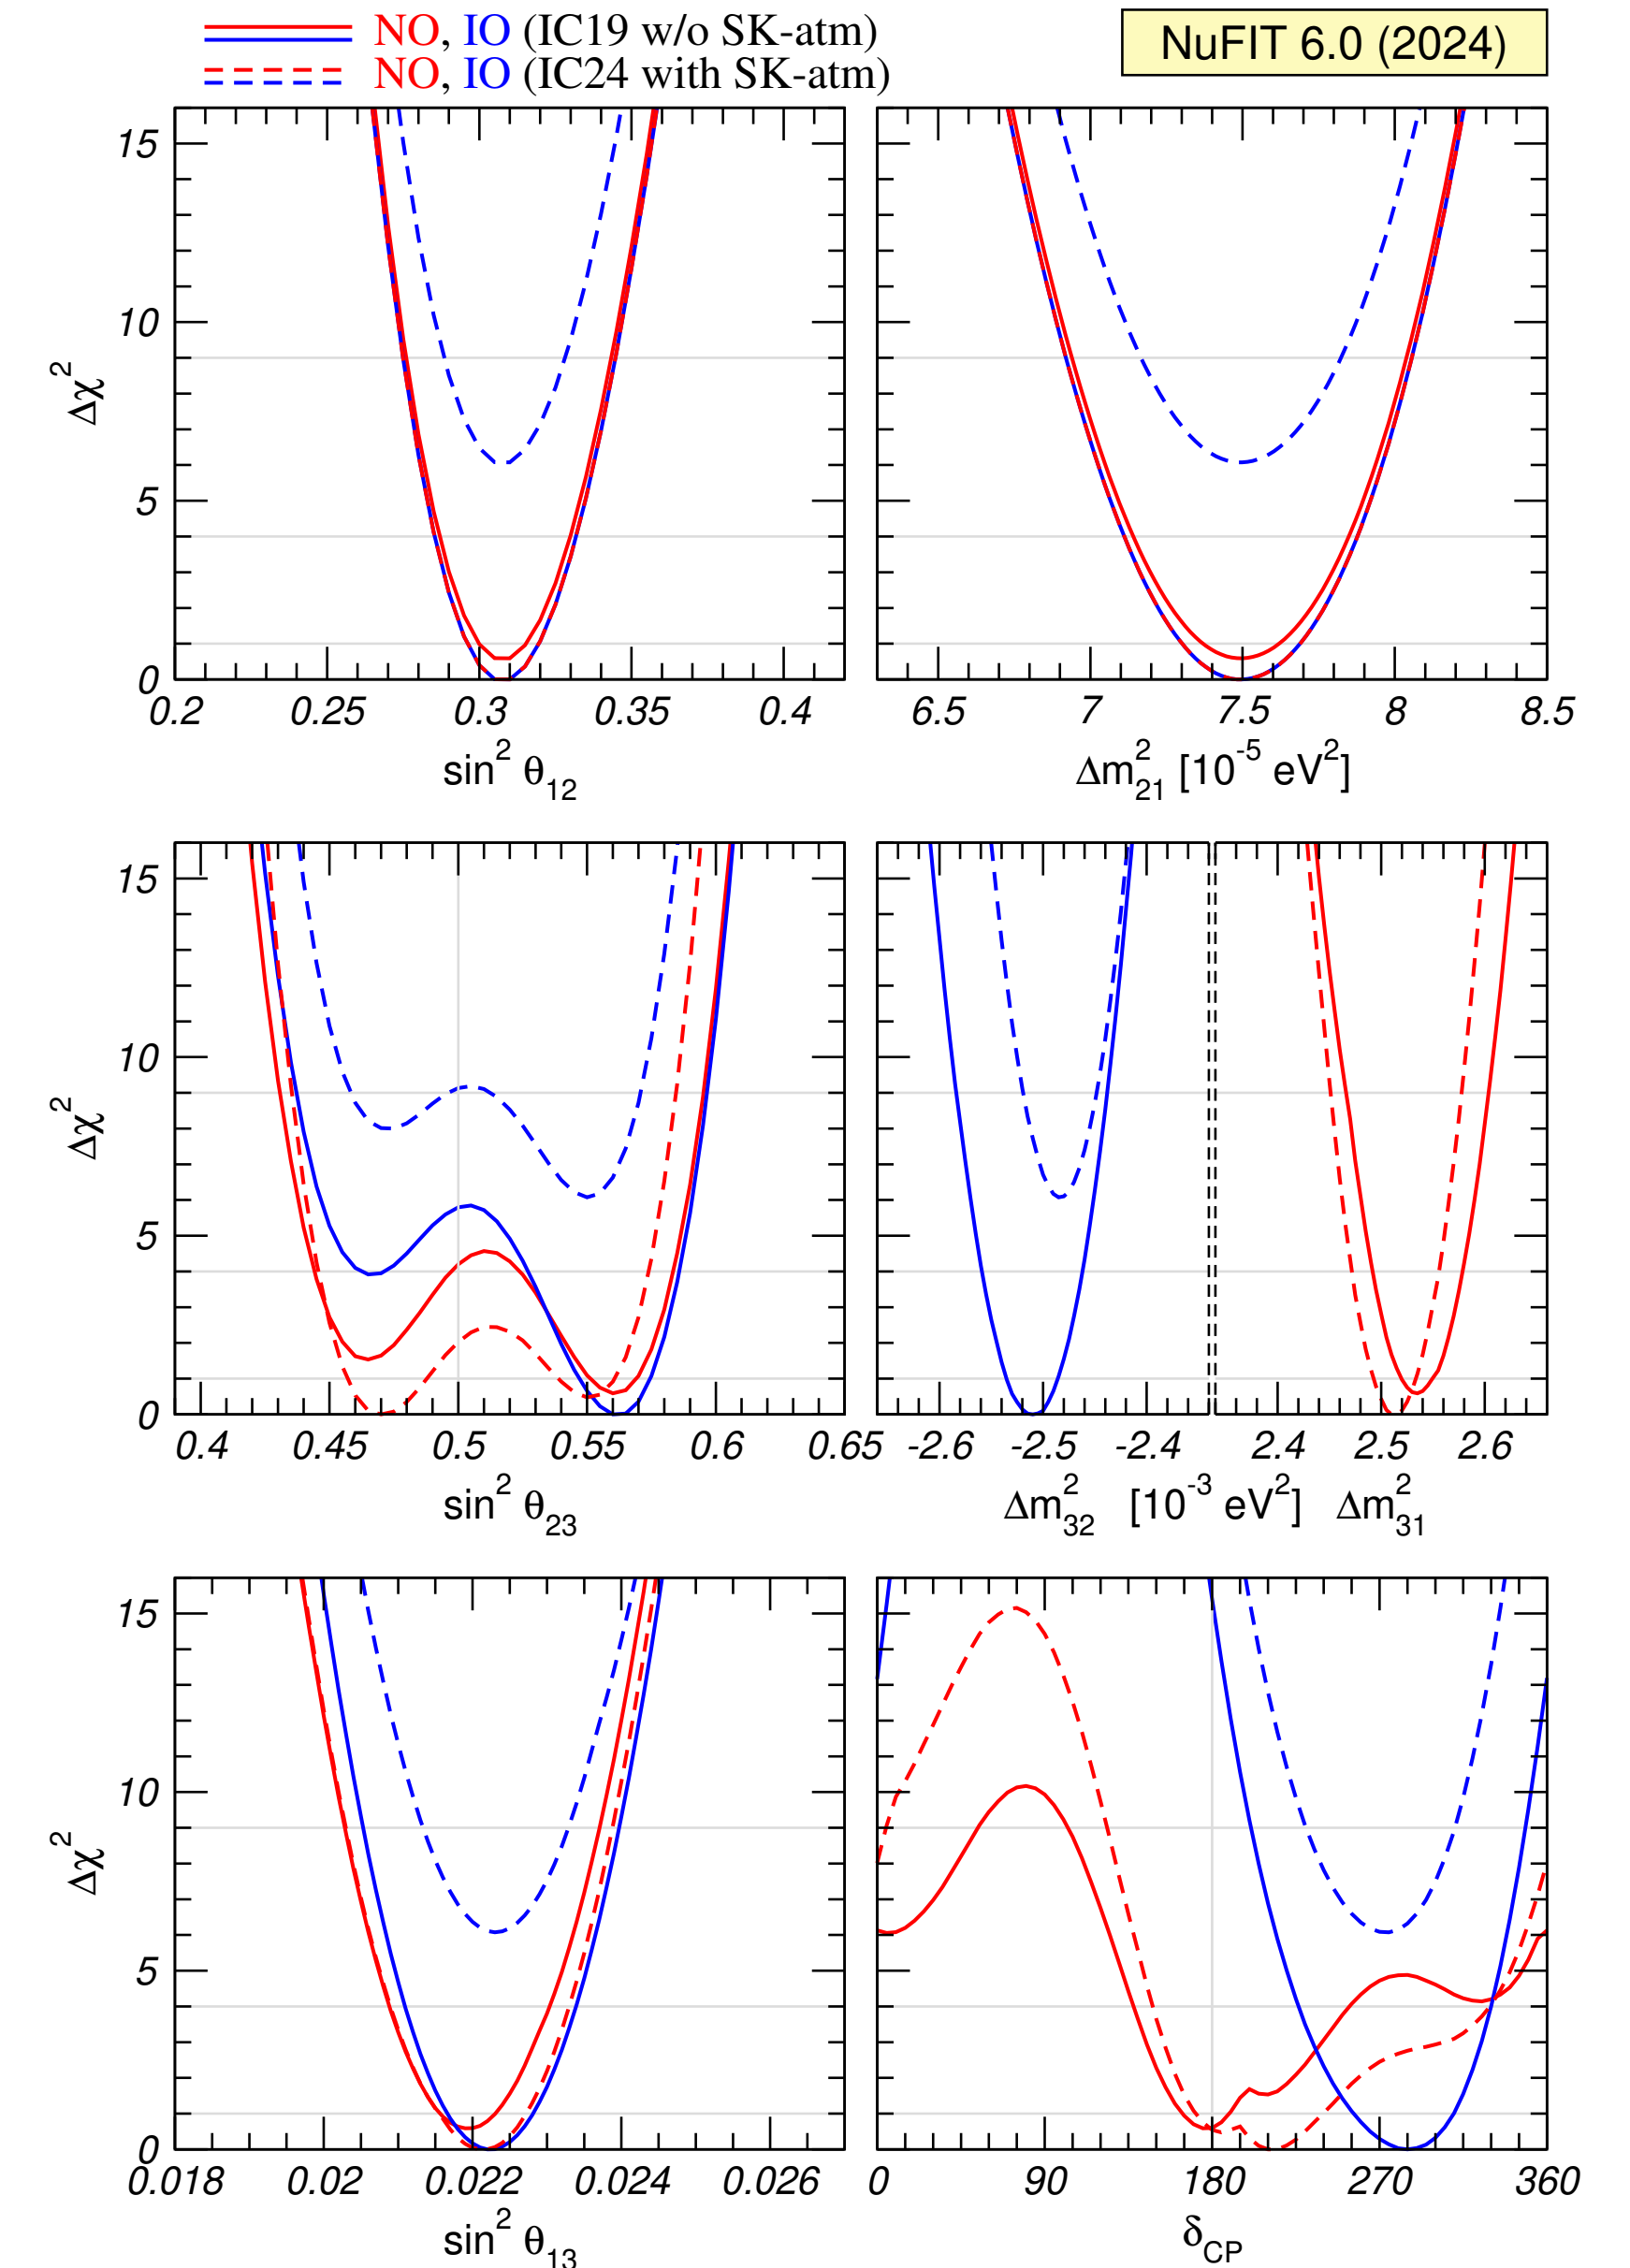 NO, IO (IC19 w/o SK-atm)
NO, IO (IC24 with SK-atm)
NuFIT 6.0 (2024)
15
10
5
0
Δχ²
0.2 0.25 0.3 0.35 0.4
sin² θ₁₂
6.5 7 7.5 8 8.5
Δm²₂₁ [10⁻⁵ eV²]
15
10
5
0
Δχ²
0.4 0.45 0.5 0.55 0.6 0.65
sin² θ₂₃
-2.6 -2.5 -2.4 2.4 2.5 2.6
Δm²₃₂ [10⁻³ eV²] Δm²₃₁
15
10
5
0
Δχ²
0.018 0.02 0.022 0.024 0.026
sin² θ₁₃
0 90 180 270 360
δ_CP